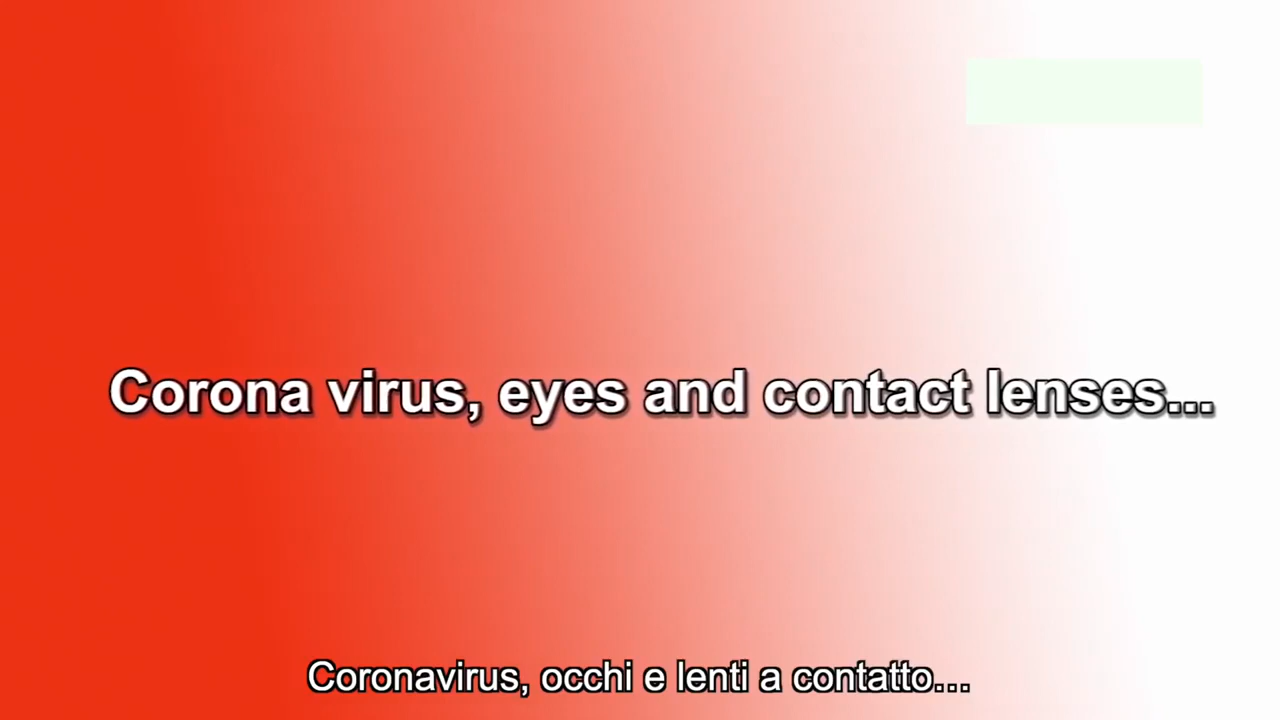 Corona virus, eyes and contact lenses...
Coronavirus, occhi e lenti a contatto...